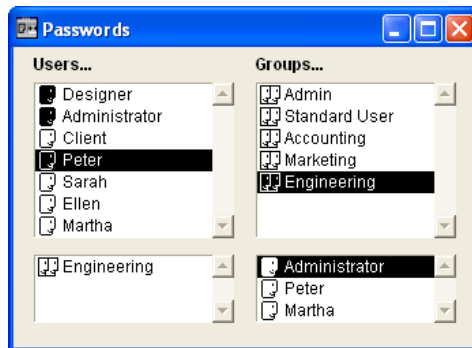 Passwords
Users...
Designer
Administrator
Client
Peter
Sarah
Ellen
Martha
Groups...
Admin
Standard User
Accounting
Marketing
Engineering
Engineering
Administrator
Peter
Martha